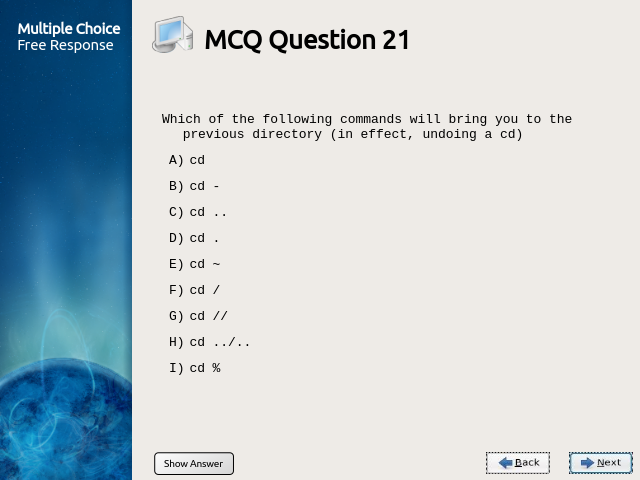 Multiple Choice
Free Response
MCQ Question 21
Which of the following commands will bring you to the
previous directory (in effect, undoing a cd)
A) cd
B) cd -
C) cd ..
D) cd .
E) cd ~
F) cd /
G) cd //
H) cd ../..
I) cd %
Show Answer
Back
Next